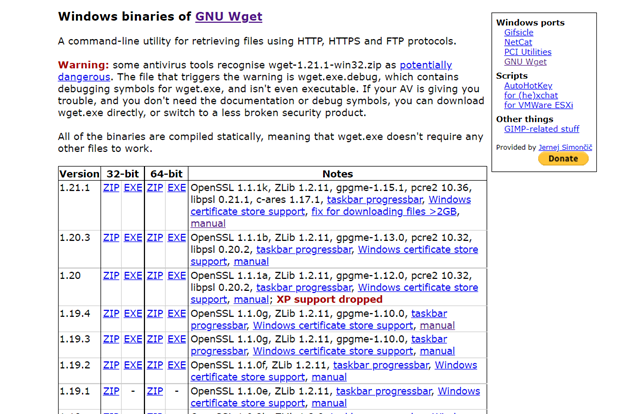 Windows binaries of GNU Wget
A command-line utility for retrieving files using HTTP, HTTPS and FTP protocols.
Warning: some antivirus tools recognise wget-1.21.1-win32.zip as potentially
dangerous. The file that triggers the warning is wget.exe.debug, which contains
debugging symbols for wget.exe, and isn't even executable. If your AV is giving you
trouble, and you don't need the documentation or debug symbols, you can download
wget.exe directly, or switch to a less broken security product.
All of the binaries are compiled statically, meaning that wget.exe doesn't require any
other files to work.
Version 32-bit 64-bit Notes
1.21.1 ZIP EXE ZIP EXE OpenSSL 1.1.1k, ZLib 1.2.11, gpgme-1.15.1, pcre2 10.36,
libpsl 0.21.1, c-ares 1.17.1, taskbar progressbar, Windows
certificate store support, fix for downloading files >2GB,
manual
1.20.3 ZIP EXE ZIP EXE OpenSSL 1.1.1b, ZLib 1.2.11, gpgme-1.13.0, pcre2 10.32,
libpsl 0.20.2, taskbar progressbar, Windows certificate store
support, manual
1.20 ZIP EXE ZIP EXE OpenSSL 1.1.1a, ZLib 1.2.11, gpgme-1.12.0, pcre2 10.32,
libpsl 0.20.2, taskbar progressbar, Windows certificate store
support, manual; XP support dropped
1.19.4 ZIP EXE ZIP EXE OpenSSL 1.1.0g, ZLib 1.2.11, gpgme-1.10.0, taskbar
progressbar, Windows certificate store support, manual
1.19.3 ZIP EXE ZIP EXE OpenSSL 1.1.0g, ZLib 1.2.11, gpgme-1.10.0, taskbar
progressbar, Windows certificate store support, manual
1.19.2 ZIP EXE ZIP EXE OpenSSL 1.1.0f, ZLib 1.2.11, taskbar progressbar, Windows
certificate store support, manual
1.19.1 ZIP - ZIP - OpenSSL 1.1.0e, ZLib 1.2.11, taskbar progressbar, Windows
certificate store support, manual
Windows ports
Gifsicle
NetCat
PCI Utilities
GNU Wget
Scripts
AutoHotKey
for (he)xchat
for VMWare ESXi
Other things
GIMP-related stuff
Provided by Jernej Simončič
Donate